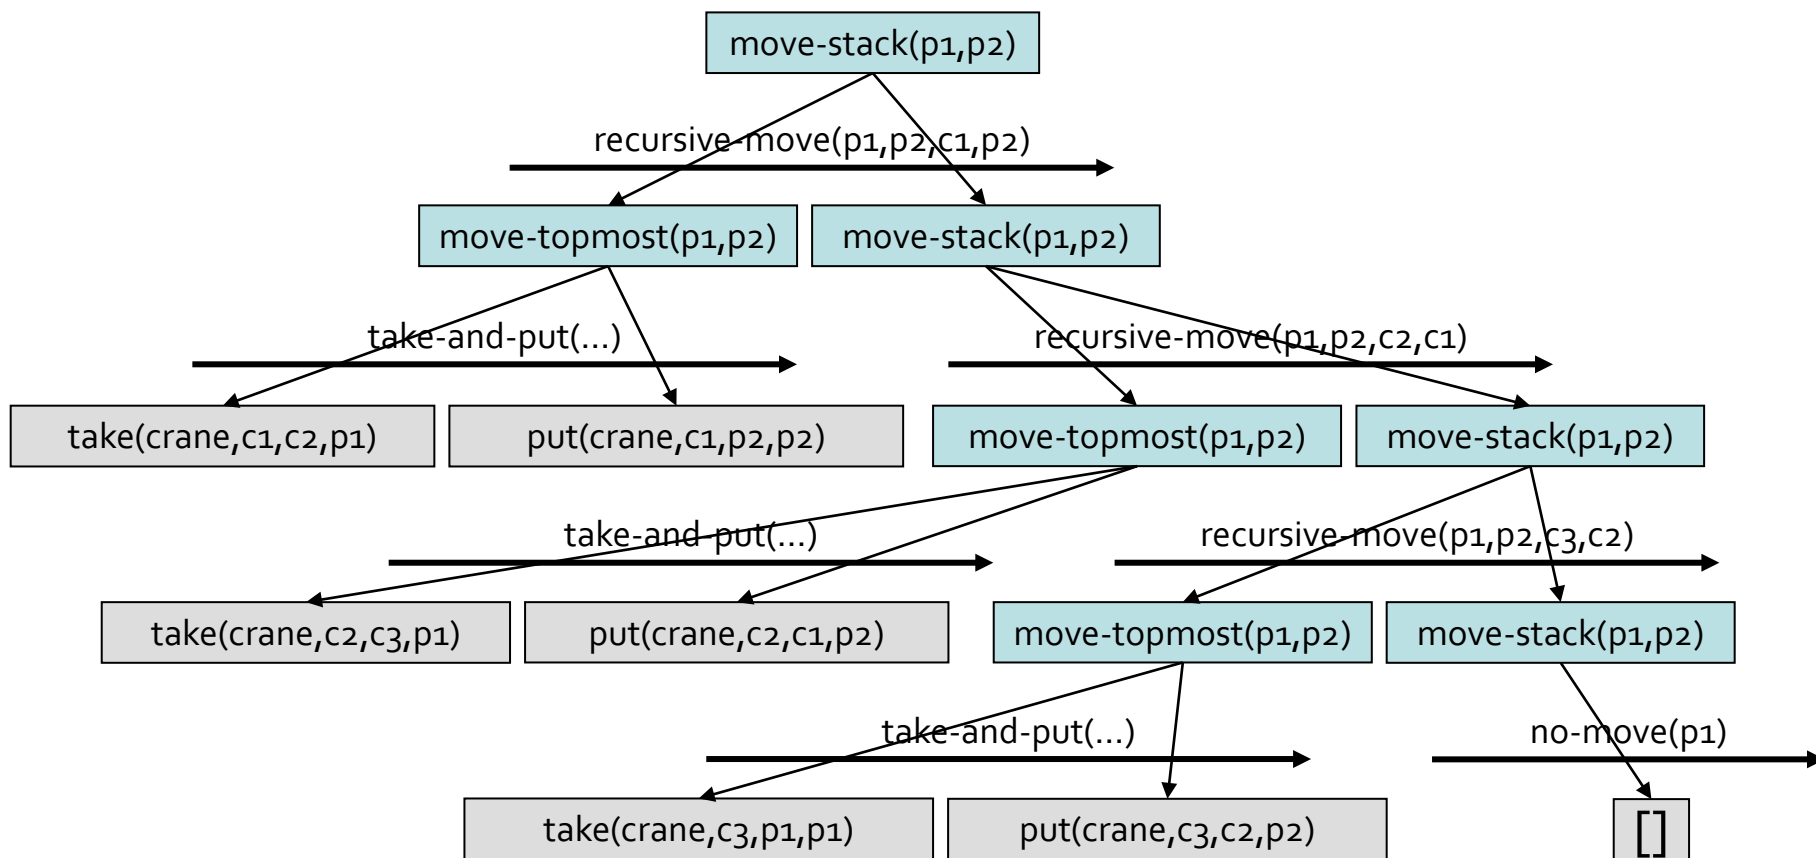 move-stack(p1,p2)
recursive-move(p1,p2,c1,p2)
move-topmost(p1,p2)
move-stack(p1,p2)
take-and-put(...)
recursive-move(p1,p2,c2,c1)
take(crane,c1,c2,p1)
put(crane,c1,p2,p2)
move-topmost(p1,p2)
move-stack(p1,p2)
take-and-put(...)
recursive-move(p1,p2,c3,c2)
take(crane,c2,c3,p1)
put(crane,c2,c1,p2)
move-topmost(p1,p2)
move-stack(p1,p2)
take-and-put(...)
no-move(p1)
take(crane,c3,p1,p1)
put(crane,c3,c2,p2)
[]